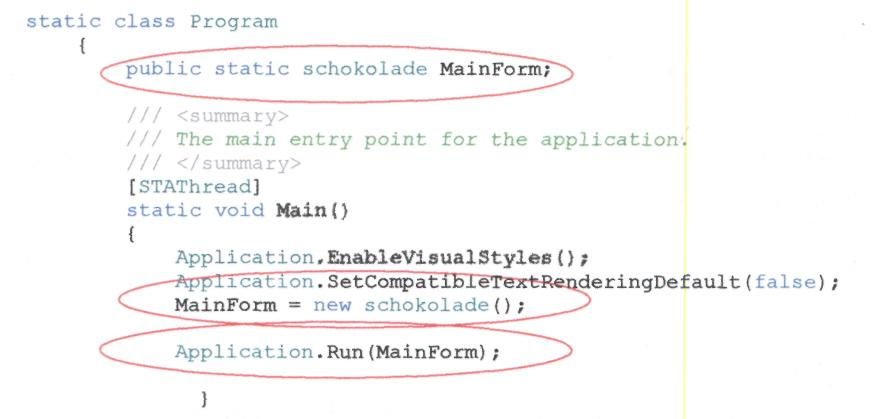 static class Program
{
public static schokolade MainForm;
/// <summary>
/// The main entry point for the application.
/// </summary>
[STAThread]
static void Main()
{
Application.EnableVisualStyles();
Application.SetCompatibleTextRenderingDefault(false);
MainForm = new schokolade();
Application.Run(MainForm);
}